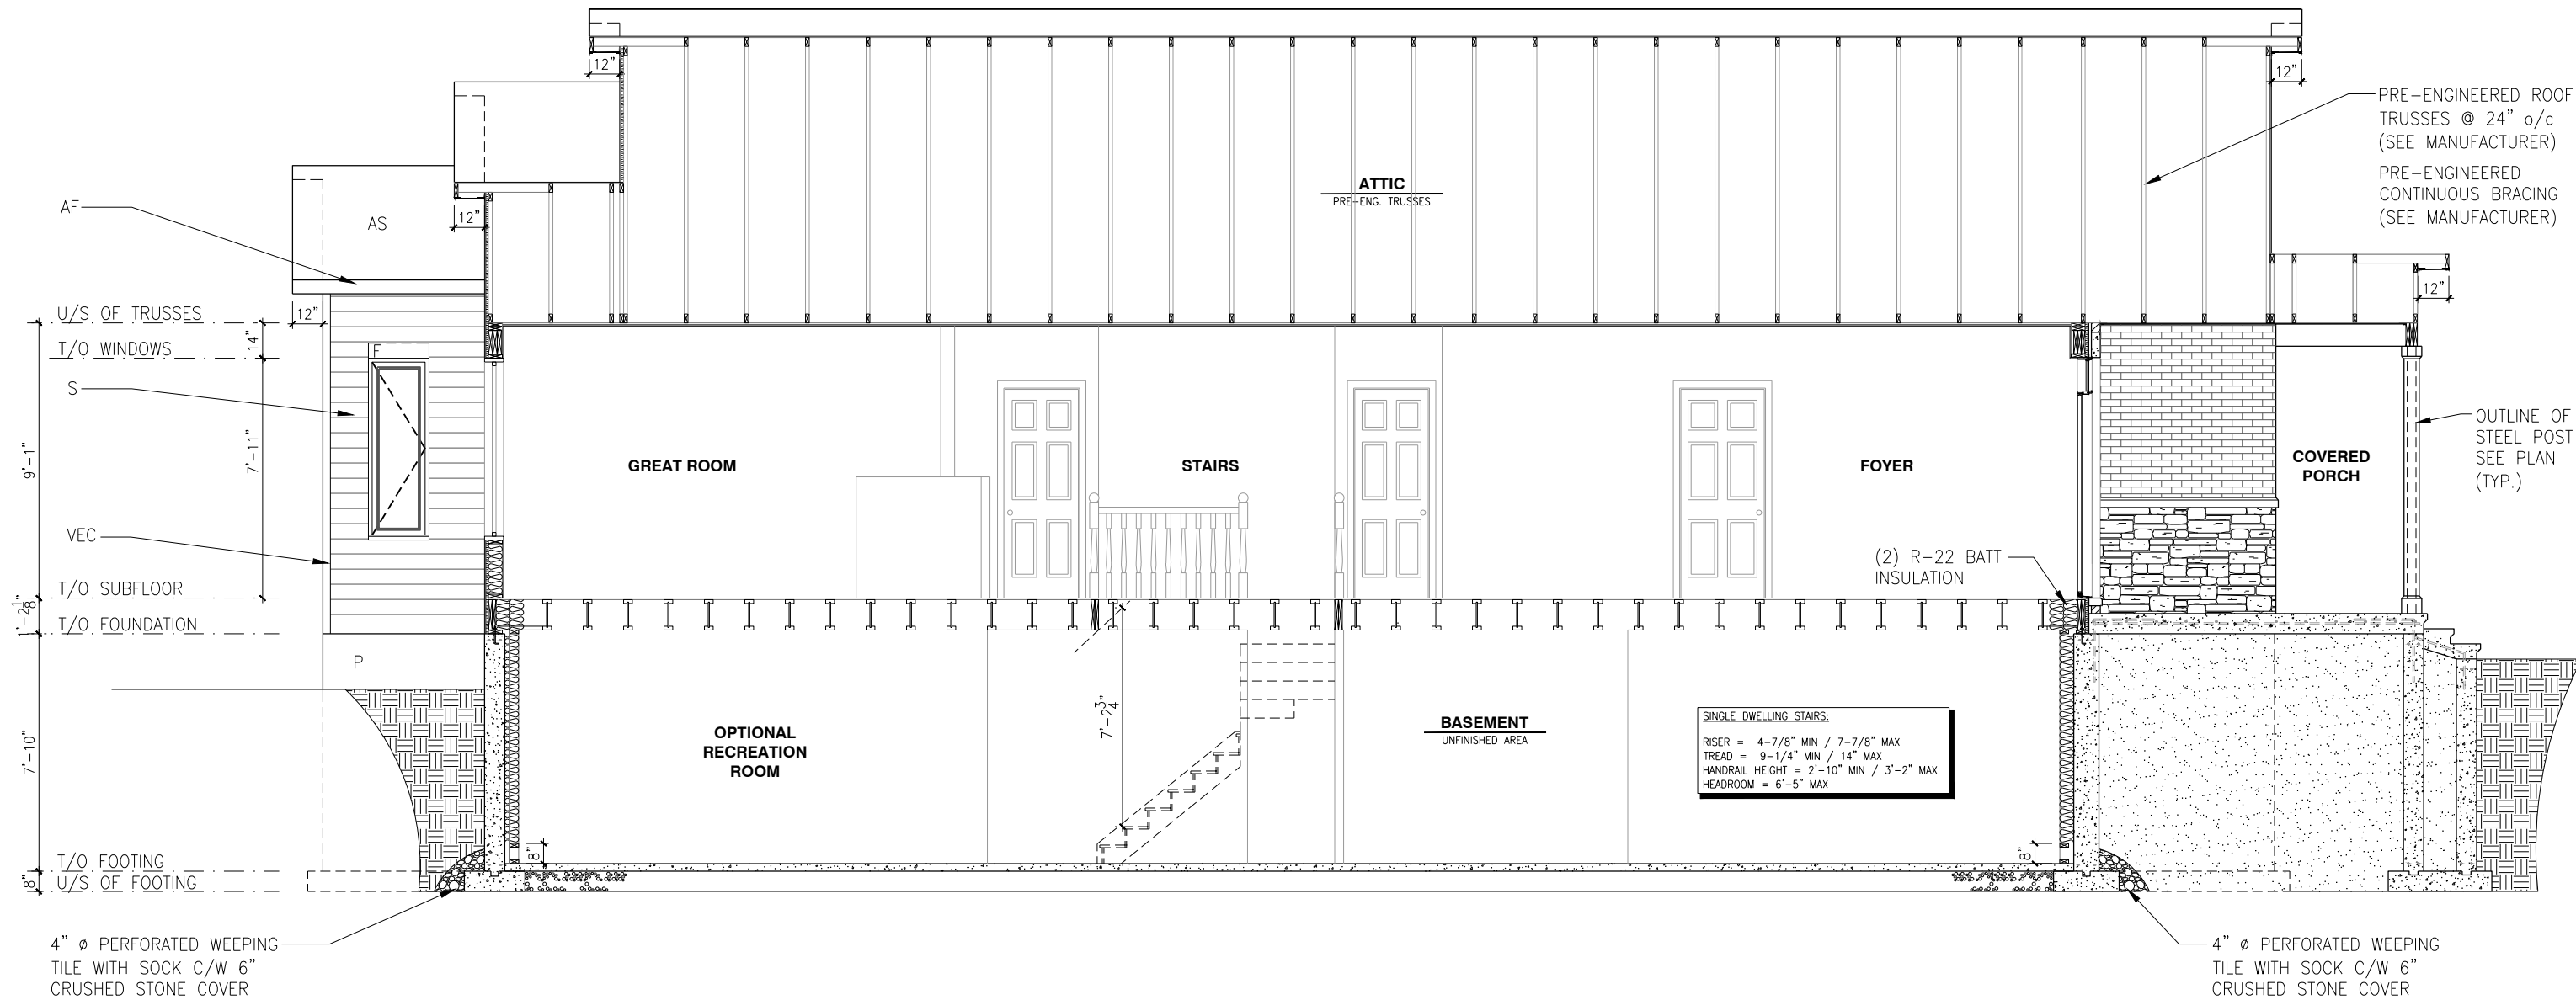 12"
12"
PRE-ENGINEERED ROOF
TRUSSES @ 24" o/c
(SEE MANUFACTURER)
PRE-ENGINEERED
CONTINUOUS BRACING
(SEE MANUFACTURER)
ATTIC
PRE-ENG. TRUSSES
AF
AS
12"
12"
12"
U/S OF TRUSSES
14"
T/O WINDOWS
F
S
9'-1"
7'-11"
GREAT ROOM
STAIRS
FOYER
COVERED
PORCH
OUTLINE OF
STEEL POST
SEE PLAN
(TYP.)
VEC
(2) R-22 BATT
INSULATION
T/O SUBFLOOR
1'-2 1/8"
T/O FOUNDATION
P
7'-10"
7'-2 3/4"
OPTIONAL
RECREATION
ROOM
BASEMENT
UNFINISHED AREA
SINGLE DWELLING STAIRS:
RISER = 4-7/8" MIN / 7-7/8" MAX
TREAD = 9-1/4" MIN / 14" MAX
HANDRAIL HEIGHT = 2'-10" MIN / 3'-2" MAX
HEADROOM = 6'-5" MAX
8"
8"
T/O FOOTING
8"
U/S OF FOOTING
4" ø PERFORATED WEEPING
TILE WITH SOCK C/W 6"
CRUSHED STONE COVER
4" ø PERFORATED WEEPING
TILE WITH SOCK C/W 6"
CRUSHED STONE COVER